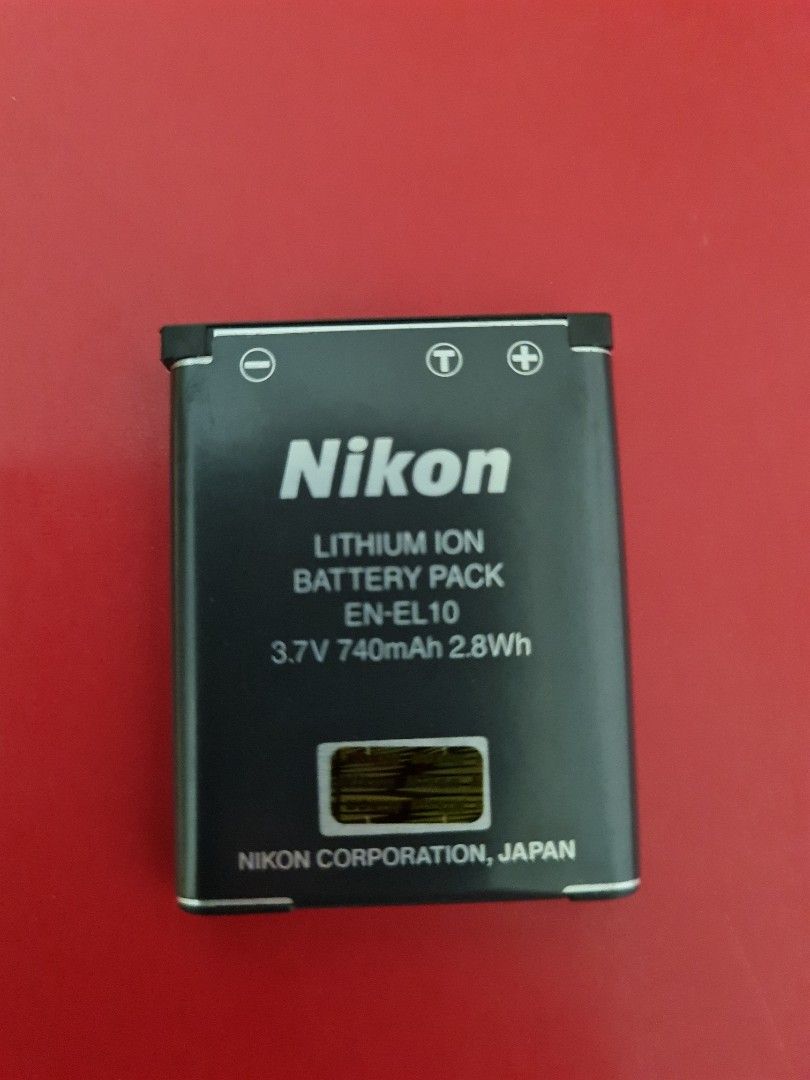 − T +
Nikon
LITHIUM ION
BATTERY PACK
EN-EL10
3.7V 740mAh 2.8Wh
NIKON CORPORATION, JAPAN